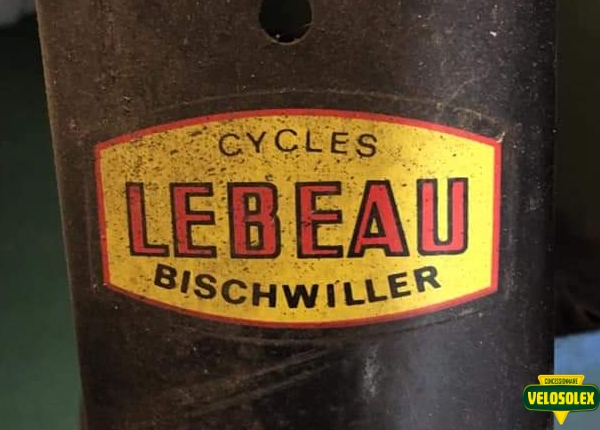 CYCLES
LEBEAU
BISCHWILLER
CONCESSIONNAIRE
VELOSOLEX